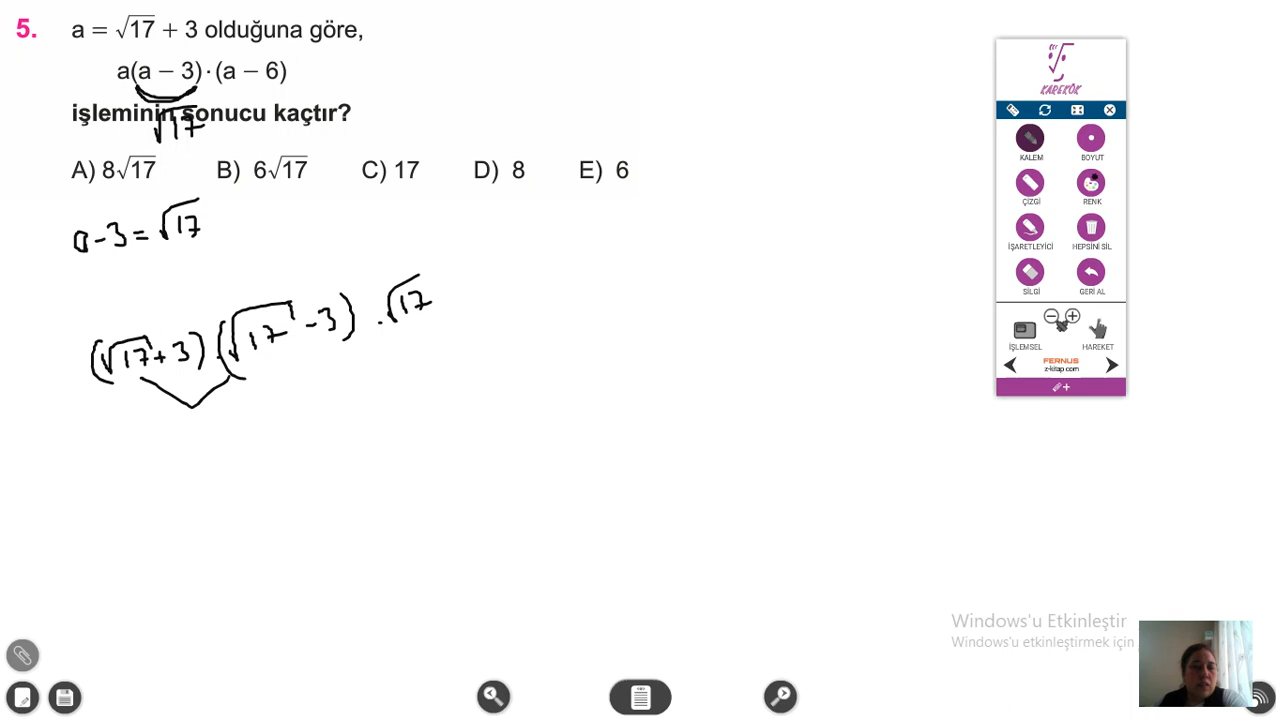 5. a = √17 + 3 olduğuna göre,
a(a − 3)·(a − 6)
işleminin sonucu kaçtır?
√17
A) 8√17 B) 6√17 C) 17 D) 8 E) 6
a-3=√17
(√17+3).(√17-3).√17
KAREKÖK
KALEM
BOYUT
ÇİZGİ
RENK
İŞARETLEYİCİ
HEPSİNİ SİL
SİLGİ
GERİ AL
İŞLEMSEL
HAREKET
FERNUS
z-kitap.com
Windows'u Etkinleştir
Windows'u etkinleştirmek için